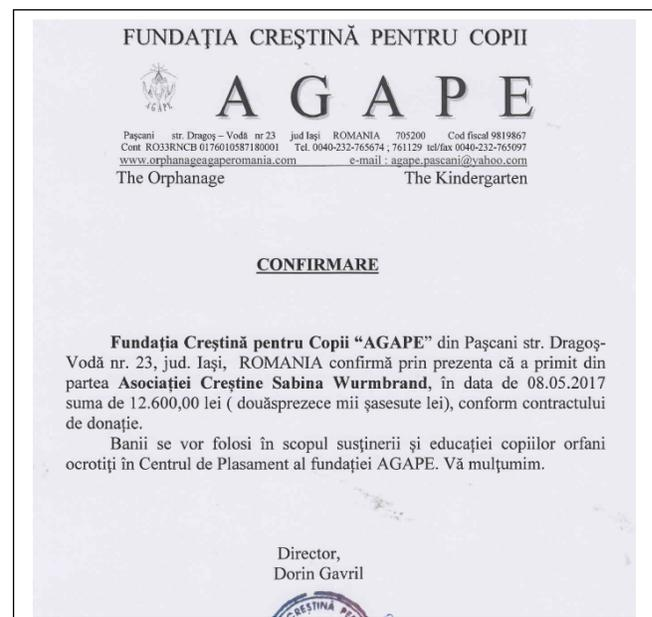 FUNDAȚIA CREȘTINĂ PENTRU COPII
AGAPE
A G A P E
Pașcani str. Dragoș – Vodă nr 23 jud Iași ROMANIA 705200 Cod fiscal 9819867
Cont RO33RNCB 0176010587180001 Tel. 0040-232-765674 ; 761129 tel/fax 0040-232-765097
www.orphanageagaperomania.com e-mail : agape.pascani@yahoo.com
The Orphanage The Kindergarten
CONFIRMARE
Fundația Creștină pentru Copii “AGAPE” din Pașcani str. Dragoș-
Vodă nr. 23, jud. Iași, ROMANIA confirmă prin prezenta că a primit din
partea Asociației Creștine Sabina Wurmbrand, în data de 08.05.2017
suma de 12.600,00 lei ( douăsprezece mii șasesute lei), conform contractului
de donație.
Banii se vor folosi în scopul susținerii și educației copiilor orfani
ocrotiți în Centrul de Plasament al fundației AGAPE. Vă mulțumim.
Director,
Dorin Gavril
CREȘTINĂ